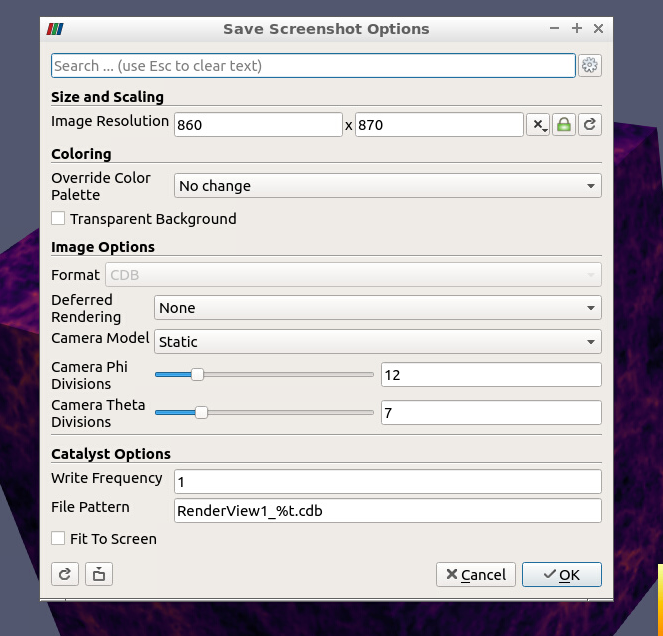 Save Screenshot Options
Search ... (use Esc to clear text)
Size and Scaling
Image Resolution 860 x 870
Coloring
Override Color
Palette
No change
Transparent Background
Image Options
Format CDB
Deferred
Rendering
None
Camera Model Static
Camera Phi
Divisions
12
Camera Theta
Divisions
7
Catalyst Options
Write Frequency 1
File Pattern RenderView1_%t.cdb
Fit To Screen
Cancel OK